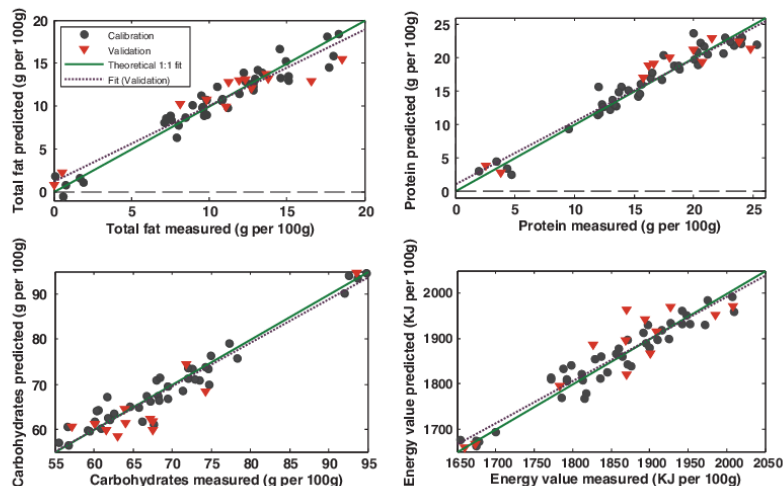 Total fat predicted (g per 100g)
20
15
10
5
0
Calibration
Validation
Theoretical 1:1 fit
Fit (Validation)
0 5 10 15 20
Total fat measured (g per 100g)
Protein predicted (g per 100g)
25
20
15
10
5
0
0 5 10 15 20 25
Protein measured (g per 100g)
Carbohydrates predicted (g per 100g)
90
80
70
60
55 60 65 70 75 80 85 90 95
Carbohydrates measured (g per 100g)
Energy value predicted (KJ per 100g)
2000
1900
1800
1700
1650 1700 1750 1800 1850 1900 1950 2000 2050
Energy value measured (KJ per 100g)